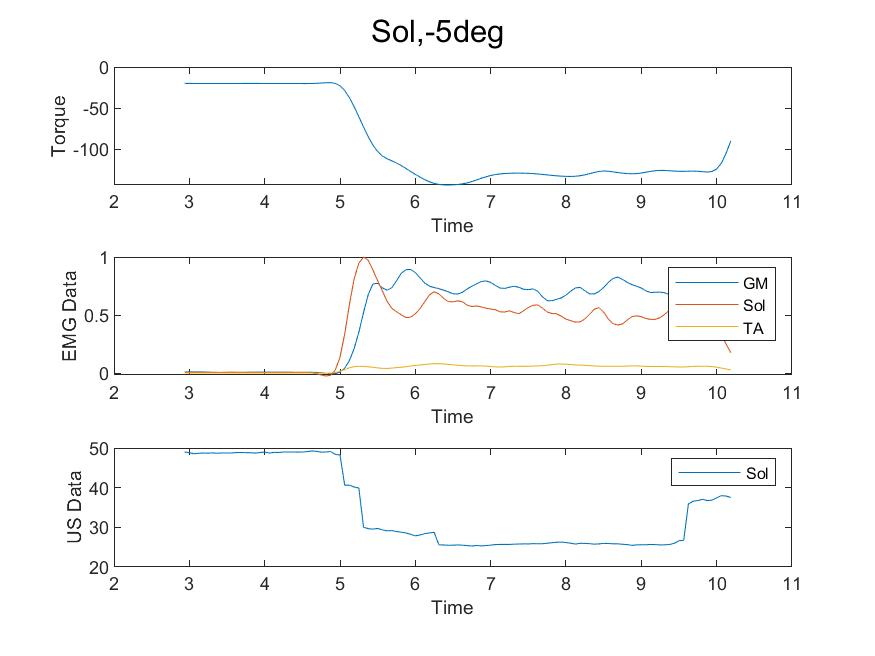 Sol,-5deg
0
-50
-100
Torque
2 3 4 5 6 7 8 9 10 11
Time
1
0.5
0
EMG Data
GM
Sol
TA
2 3 4 5 6 7 8 9 10 11
Time
50
40
30
20
US Data
Sol
2 3 4 5 6 7 8 9 10 11
Time